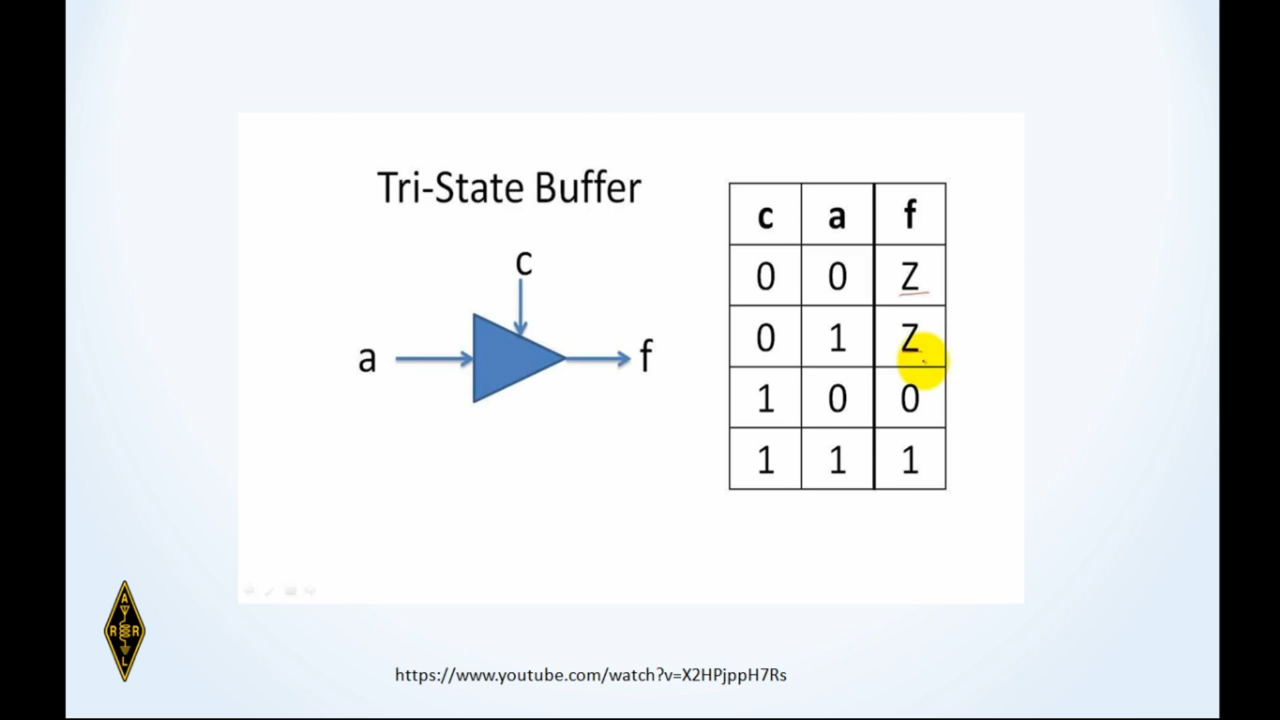 Tri-State Buffer
c
a
f
c a f
0 0 Z
0 1 Z
1 0 0
1 1 1
A
R R
L
https://www.youtube.com/watch?v=X2HPjppH7Rs